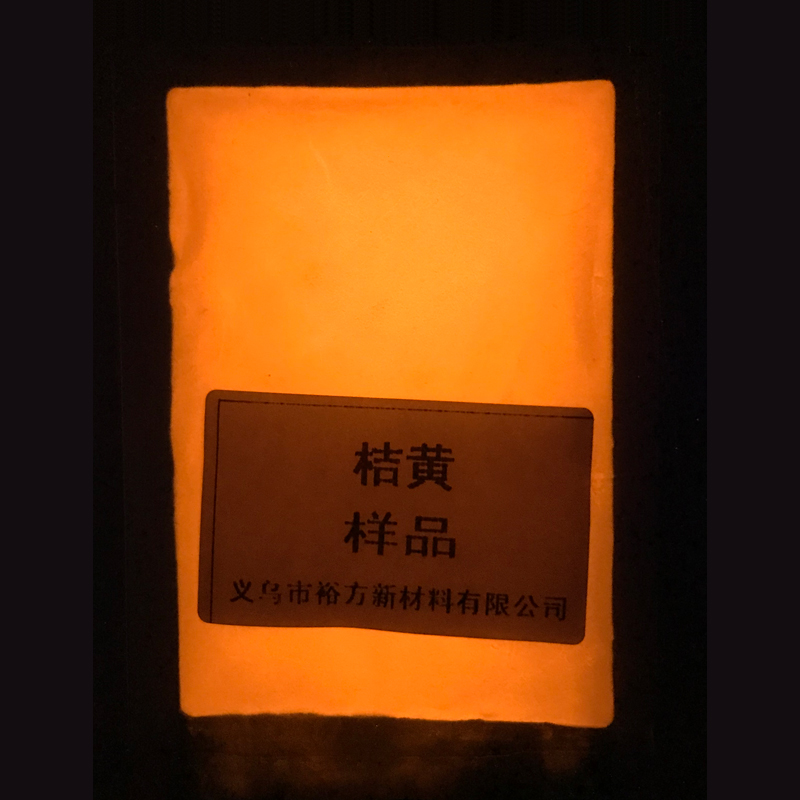 桔黄
样品
义乌市裕方新材料有限公司